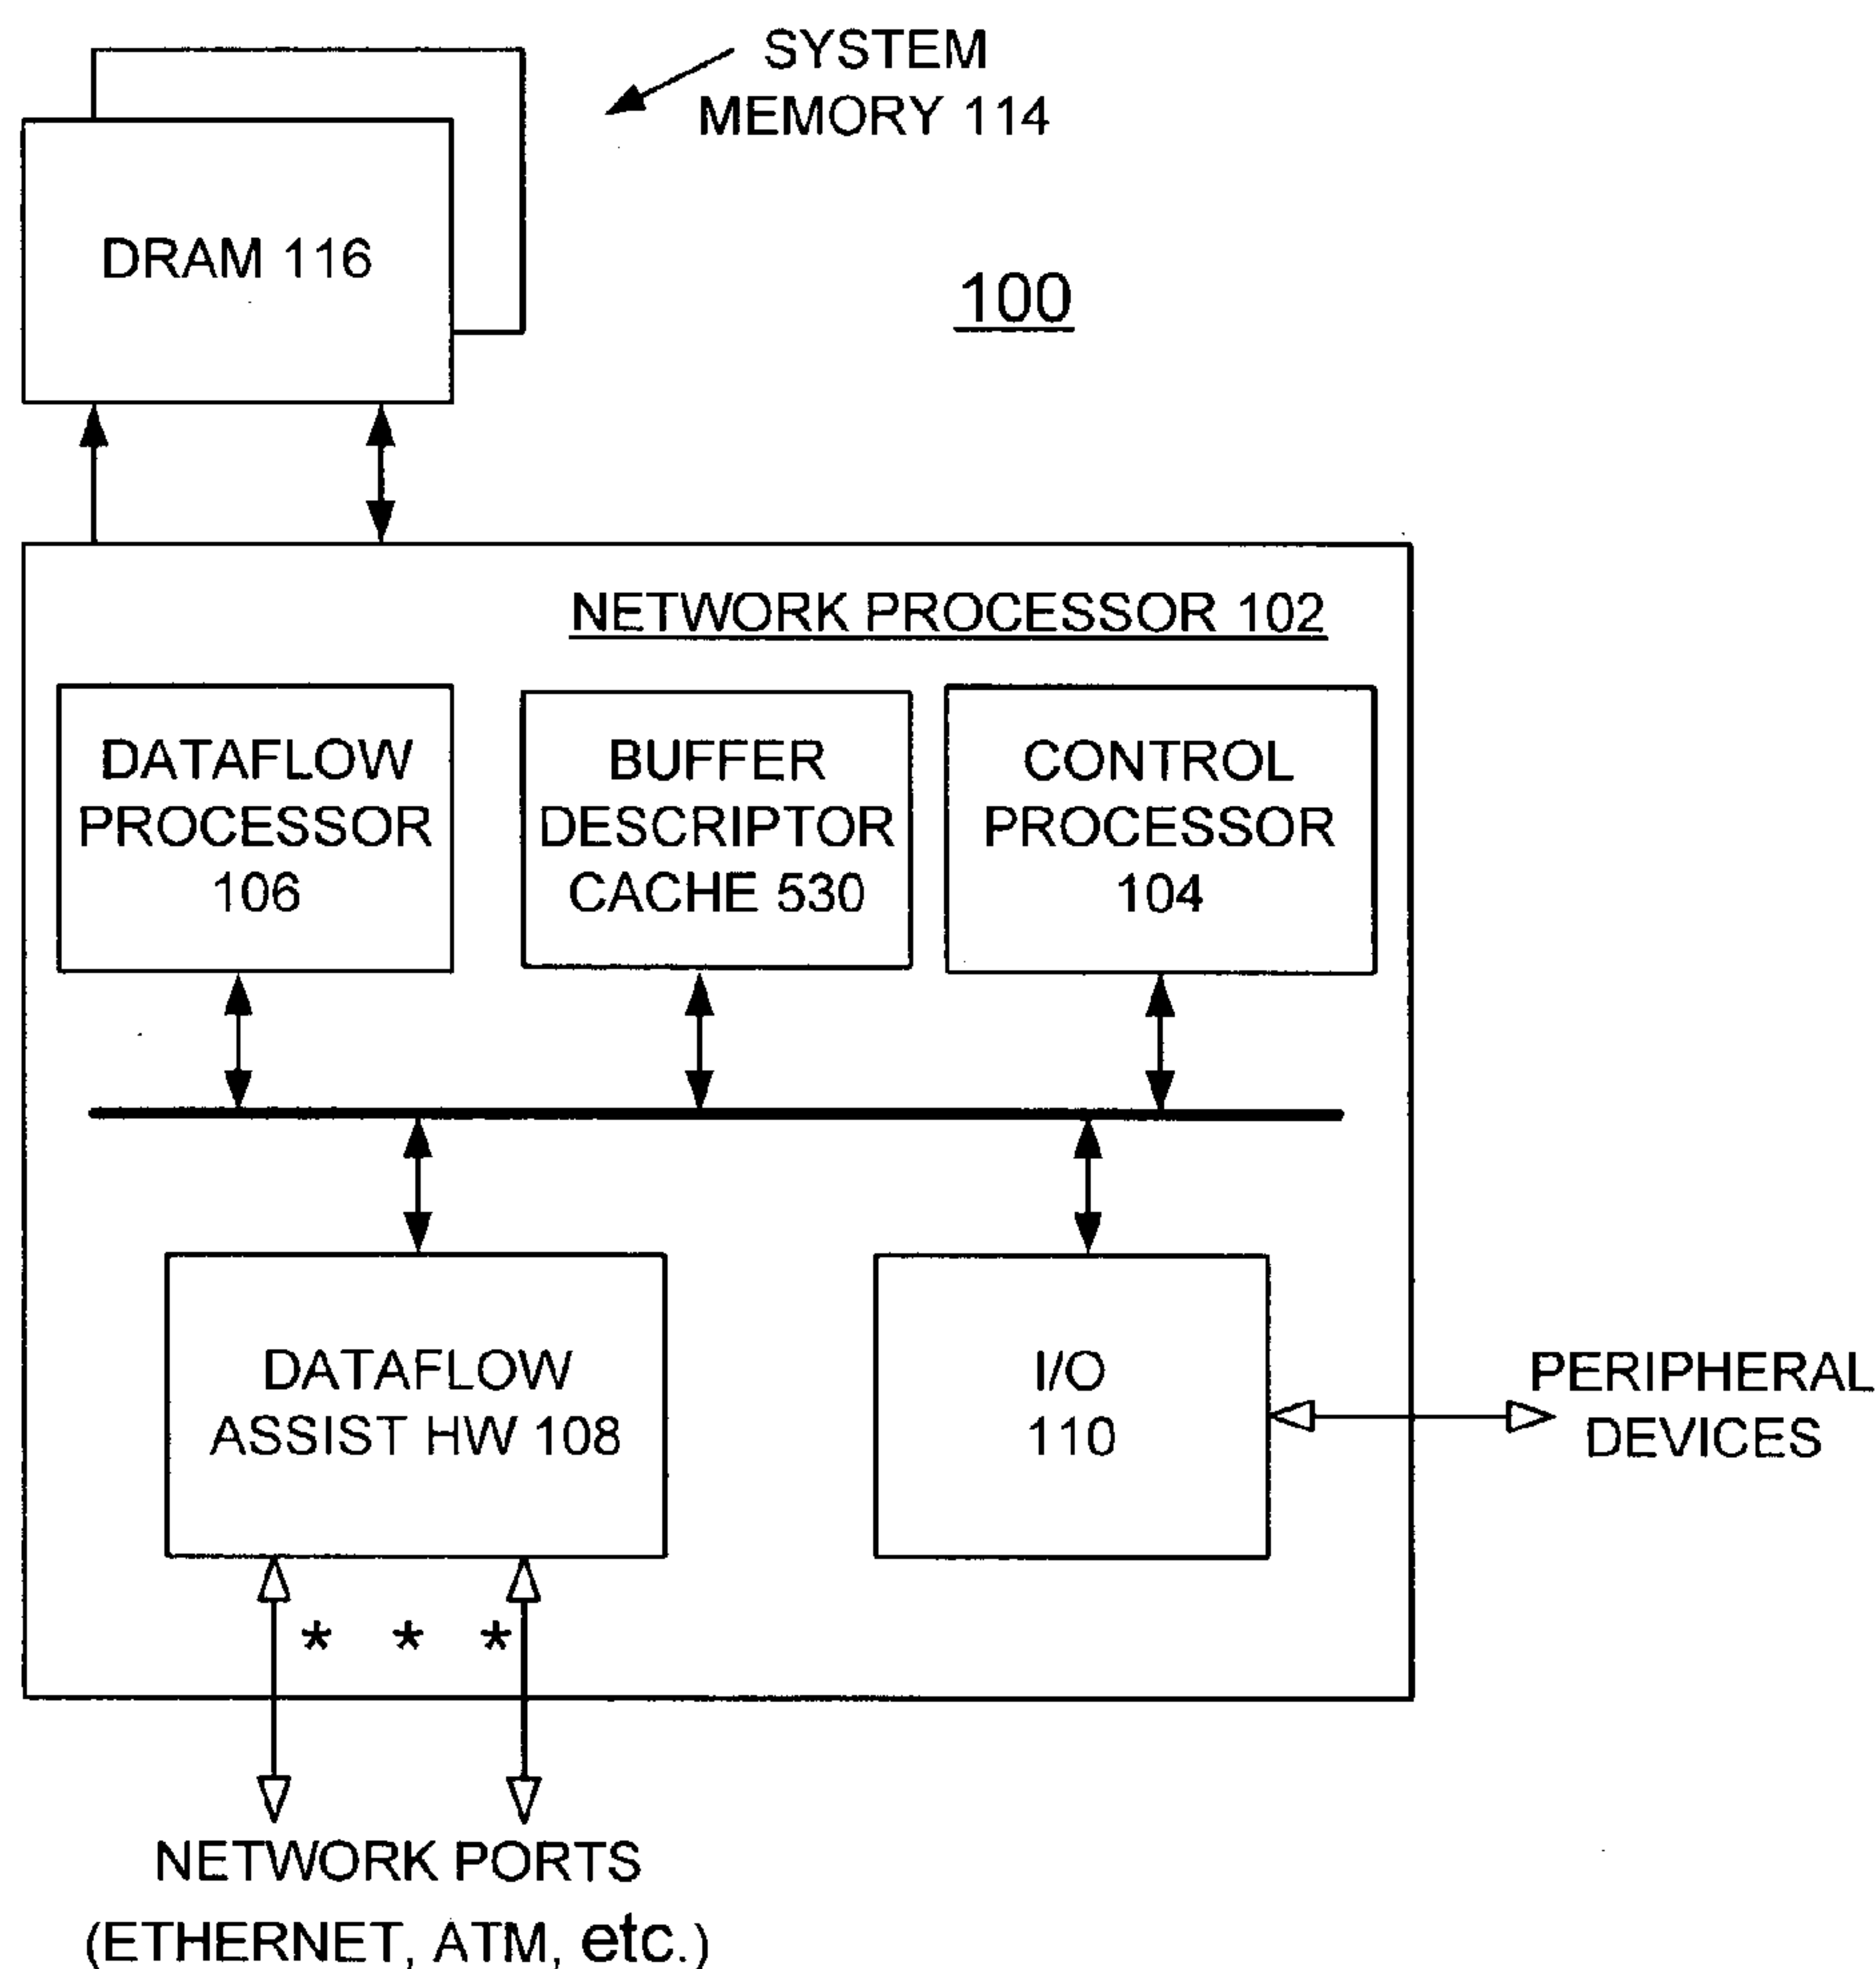 SYSTEM
MEMORY 114
DRAM 116
100
NETWORK PROCESSOR 102
DATAFLOW
PROCESSOR
106
BUFFER
DESCRIPTOR
CACHE 530
CONTROL
PROCESSOR
104
DATAFLOW
ASSIST HW 108
I/O
110
PERIPHERAL
DEVICES
* * *
NETWORK PORTS
(ETHERNET, ATM, etc.)